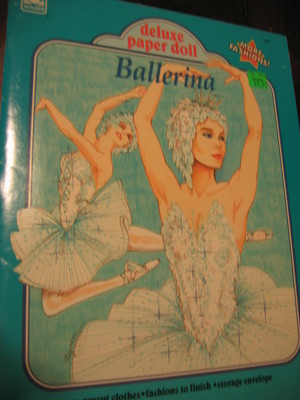 deluxe
paper doll
MORE
FASHIONS!
Ballerina
clothes • fashions to finish • storage envelope